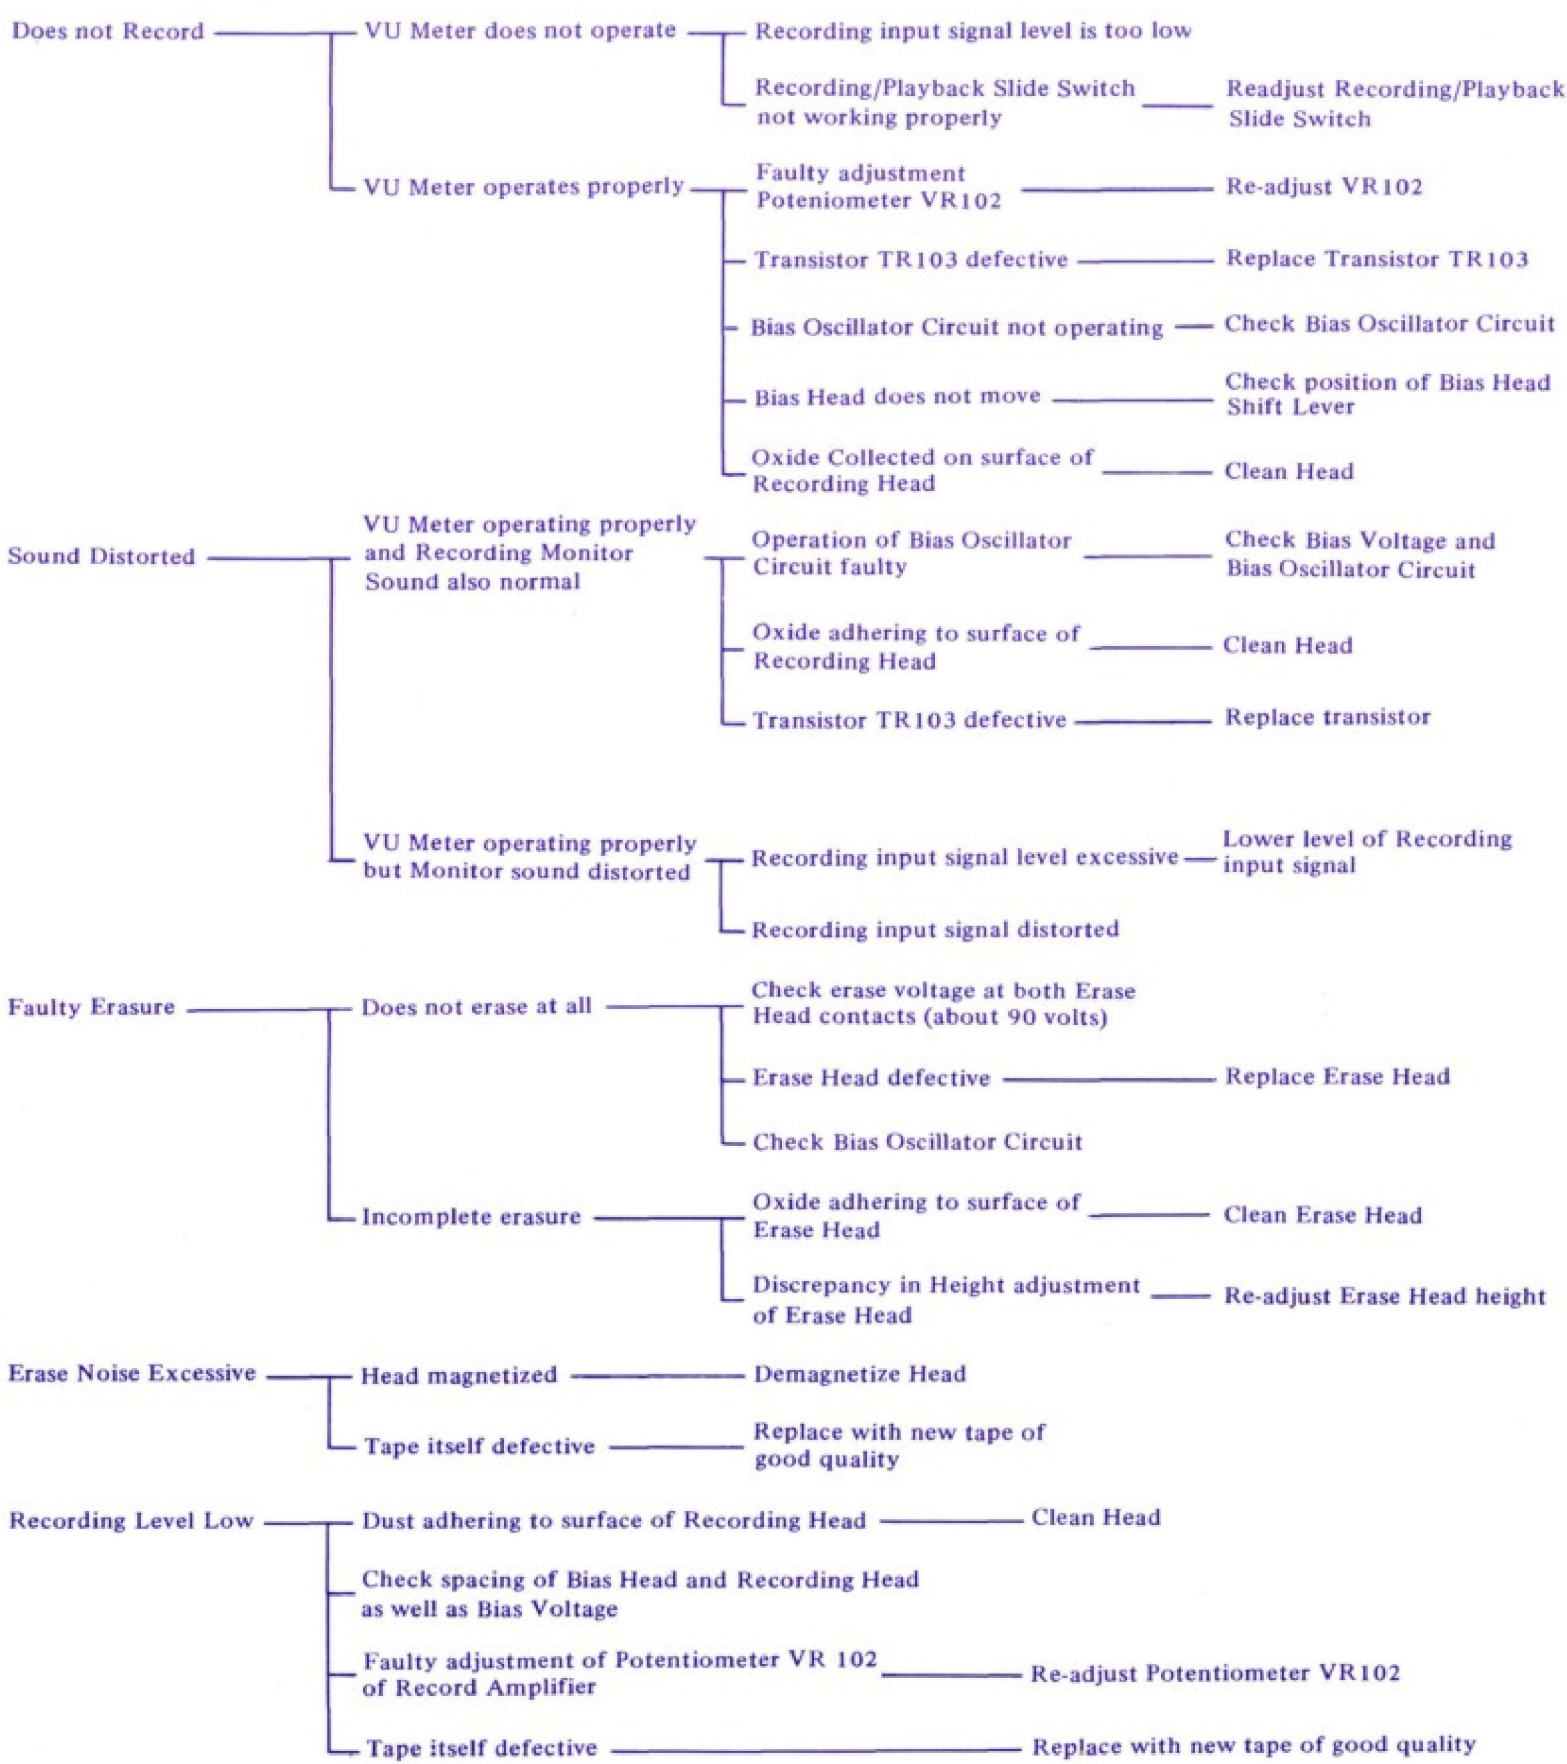 Does not Record
VU Meter does not operate
Recording input signal level is too low
Recording/Playback Slide Switch
not working properly
Readjust Recording/Playback
Slide Switch
VU Meter operates properly
Faulty adjustment
Poteniometer VR102
Re-adjust VR102
Transistor TR103 defective
Replace Transistor TR103
Bias Oscillator Circuit not operating
Check Bias Oscillator Circuit
Bias Head does not move
Check position of Bias Head
Shift Lever
Oxide Collected on surface of
Recording Head
Clean Head
Sound Distorted
VU Meter operating properly
and Recording Monitor
Sound also normal
Operation of Bias Oscillator
Circuit faulty
Check Bias Voltage and
Bias Oscillator Circuit
Oxide adhering to surface of
Recording Head
Clean Head
Transistor TR103 defective
Replace transistor
VU Meter operating properly
but Monitor sound distorted
Recording input signal level excessive
Lower level of Recording
input signal
Recording input signal distorted
Faulty Erasure
Does not erase at all
Check erase voltage at both Erase
Head contacts (about 90 volts)
Erase Head defective
Replace Erase Head
Check Bias Oscillator Circuit
Incomplete erasure
Oxide adhering to surface of
Erase Head
Clean Erase Head
Discrepancy in Height adjustment
of Erase Head
Re-adjust Erase Head height
Erase Noise Excessive
Head magnetized
Demagnetize Head
Tape itself defective
Replace with new tape of
good quality
Recording Level Low
Dust adhering to surface of Recording Head
Clean Head
Check spacing of Bias Head and Recording Head
as well as Bias Voltage
Faulty adjustment of Potentiometer VR 102
of Record Amplifier
Re-adjust Potentiometer VR102
Tape itself defective
Replace with new tape of good quality